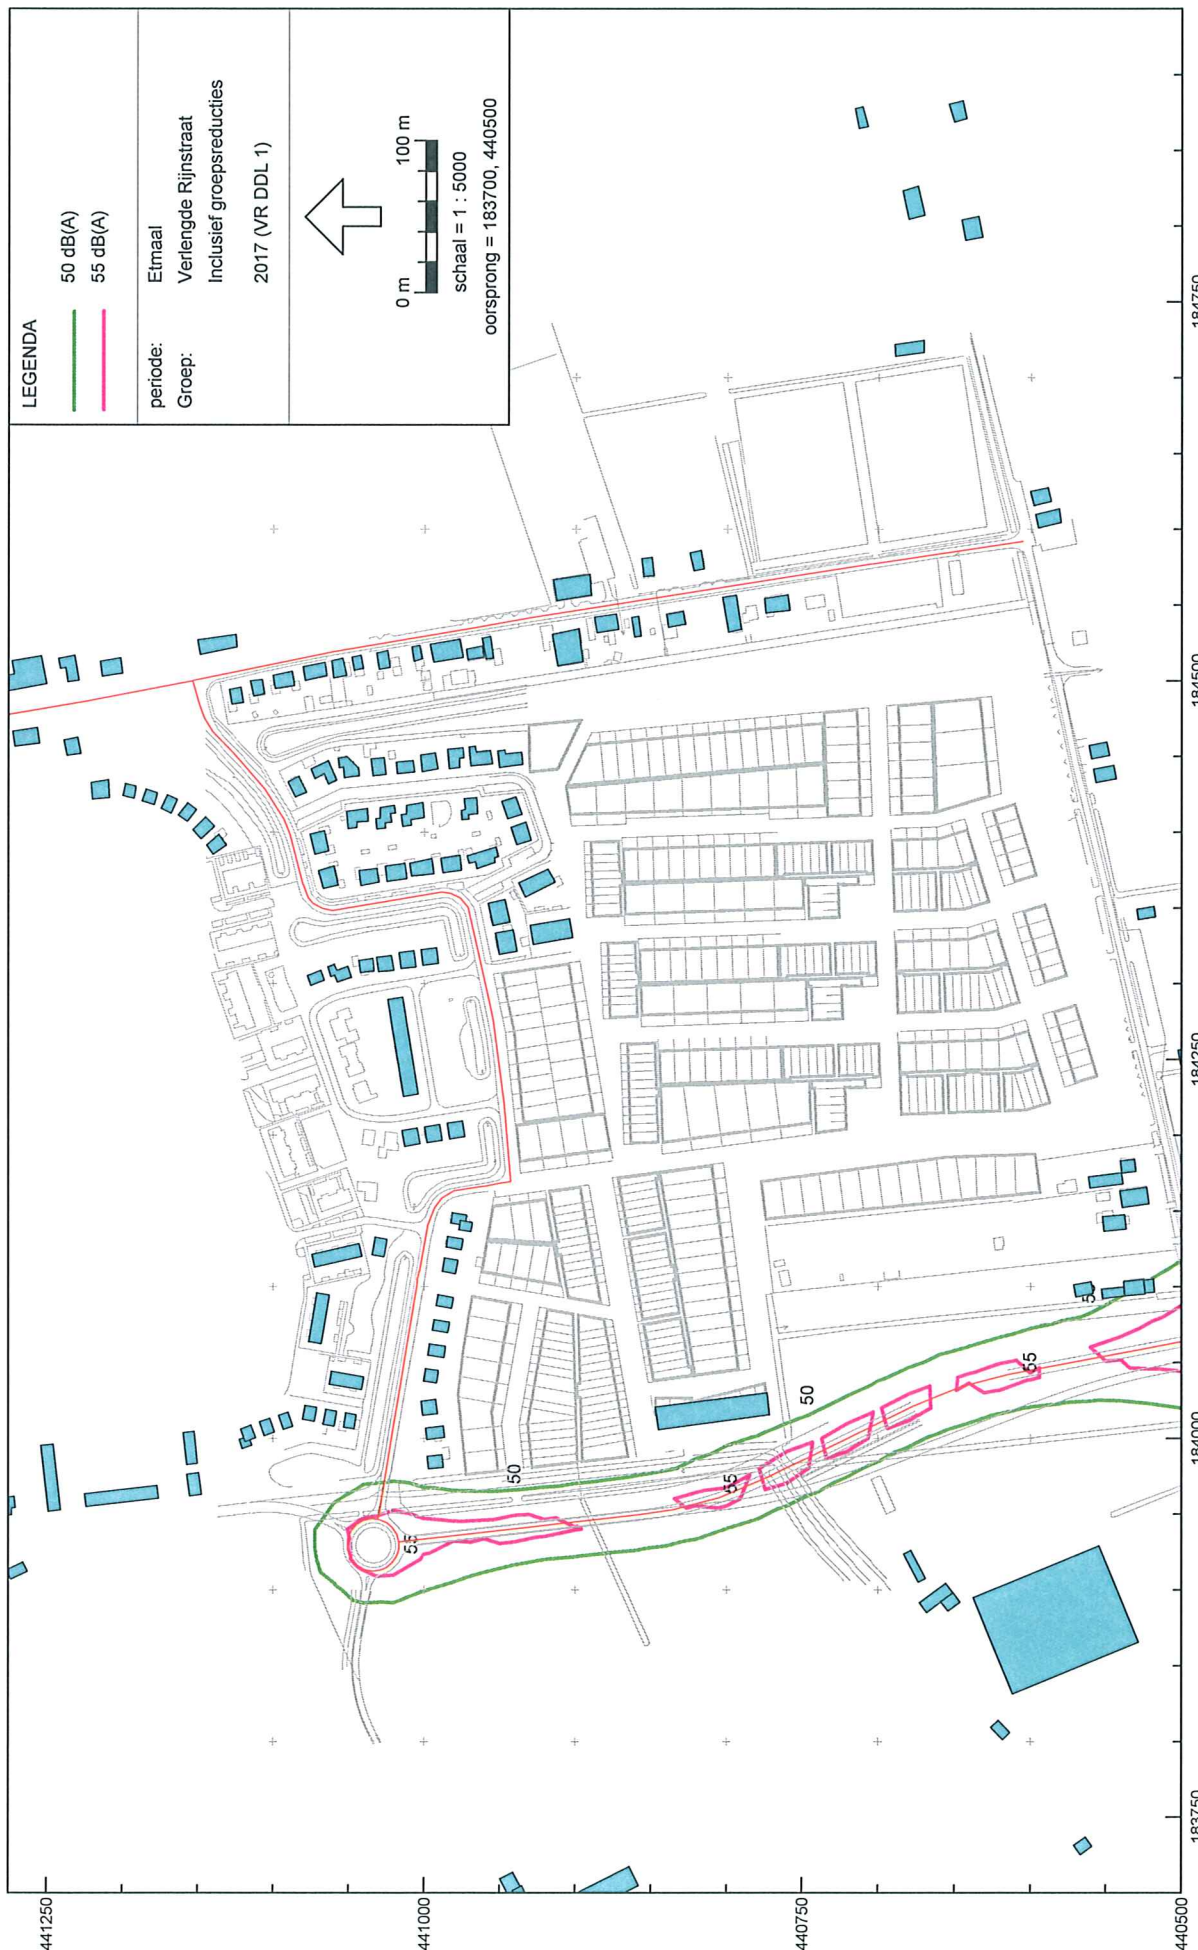 LEGENDA
50 dB(A)
55 dB(A)
periode: Etmaal
Groep: Verlengde Rijnstraat
Inclusief groepsreducties
2017 (VR DDL 1)
0 m 100 m
schaal = 1 : 5000
oorsprong = 183700, 440500
441250
441000
440750
440500
183750
184000
184250
184500
184750
55
50
55
50
55
50